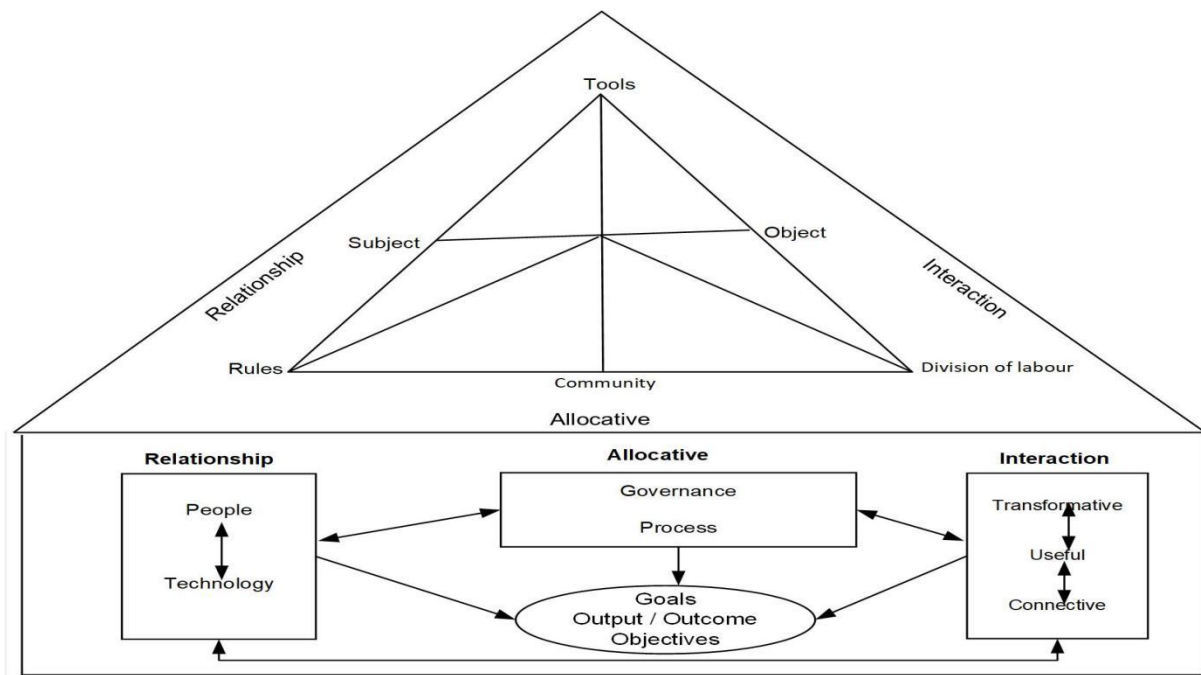 Tools
Subject
Object
Relationship
Interaction
Rules
Community
Division of labour
Allocative
Relationship
Allocative
Interaction
People
Technology
Governance
Process
Transformative
Useful
Connective
Goals
Output / Outcome
Objectives